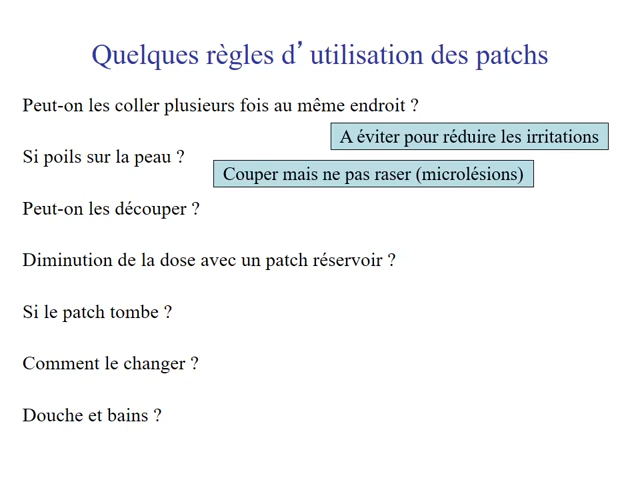 Quelques règles d’ utilisation des patchs
Peut-on les coller plusieurs fois au même endroit ?
A éviter pour réduire les irritations
Si poils sur la peau ?
Couper mais ne pas raser (microlésions)
Peut-on les découper ?
Diminution de la dose avec un patch réservoir ?
Si le patch tombe ?
Comment le changer ?
Douche et bains ?